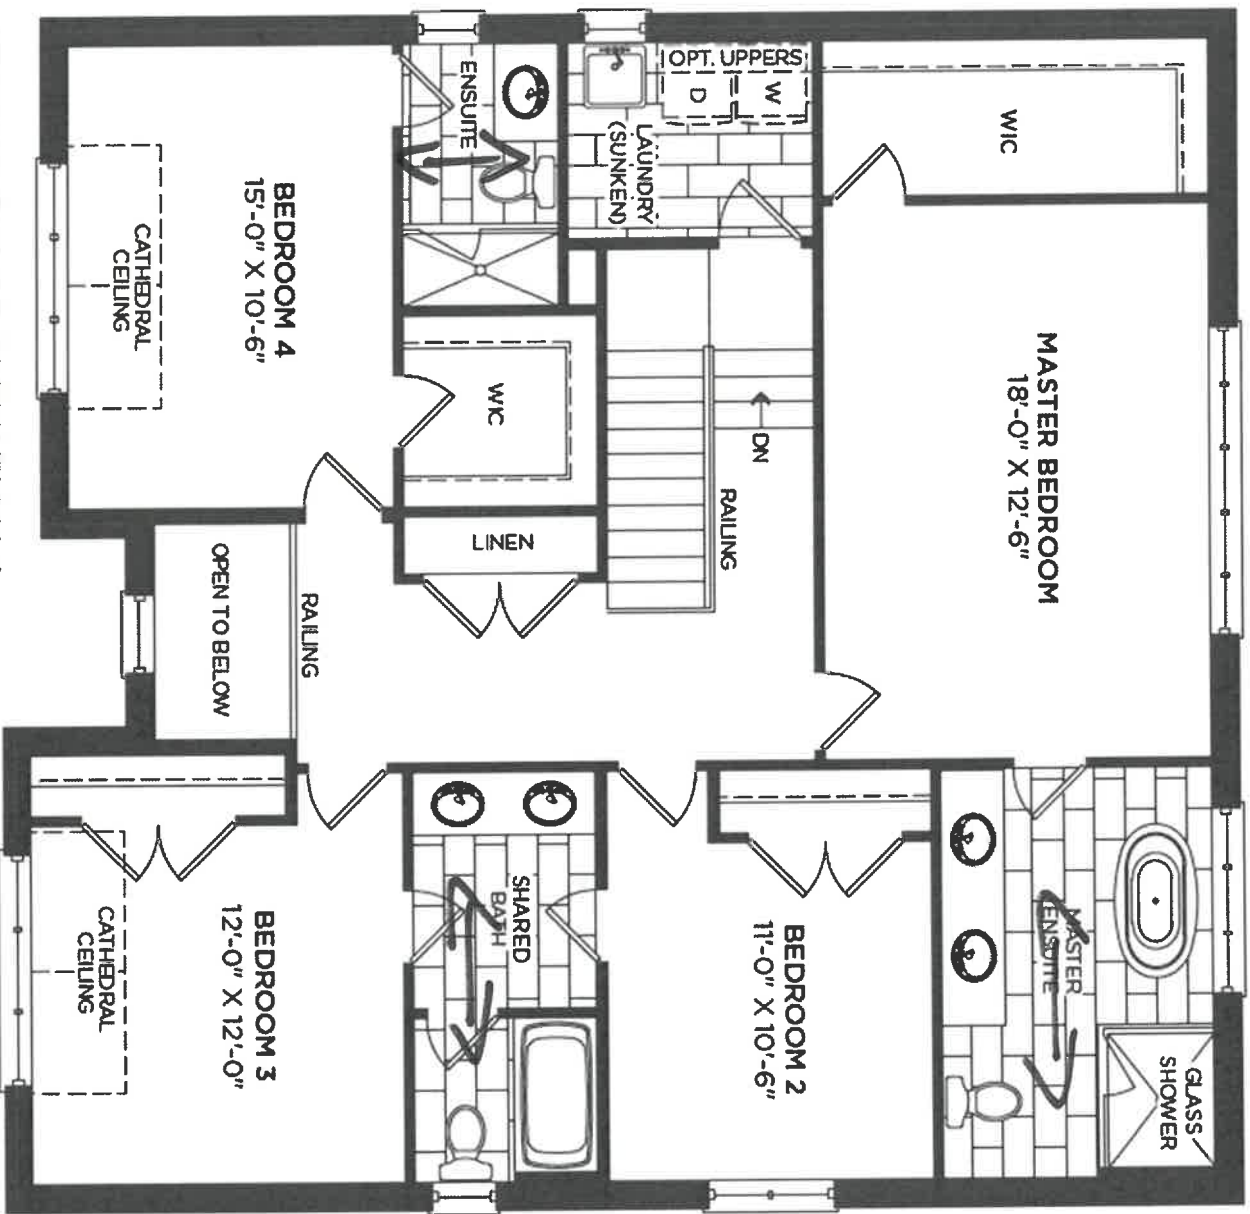 OPT. UPPERS
D
W
ENSUITE
LAUNDRY
(SUNKEN)
WIC
BEDROOM 4
15'-0" X 10'-6"
CATHEDRAL
CEILING
WIC
DN
RAILING
MASTER BEDROOM
18'-0" X 12'-6"
LINEN
OPEN TO BELOW
RAILING
SHARED
BATH
MASTER
ENSUITE
BEDROOM 3
12'-0" X 12'-0"
CATHEDRAL
CEILING
BEDROOM 2
11'-0" X 10'-6"
GLASS
SHOWER